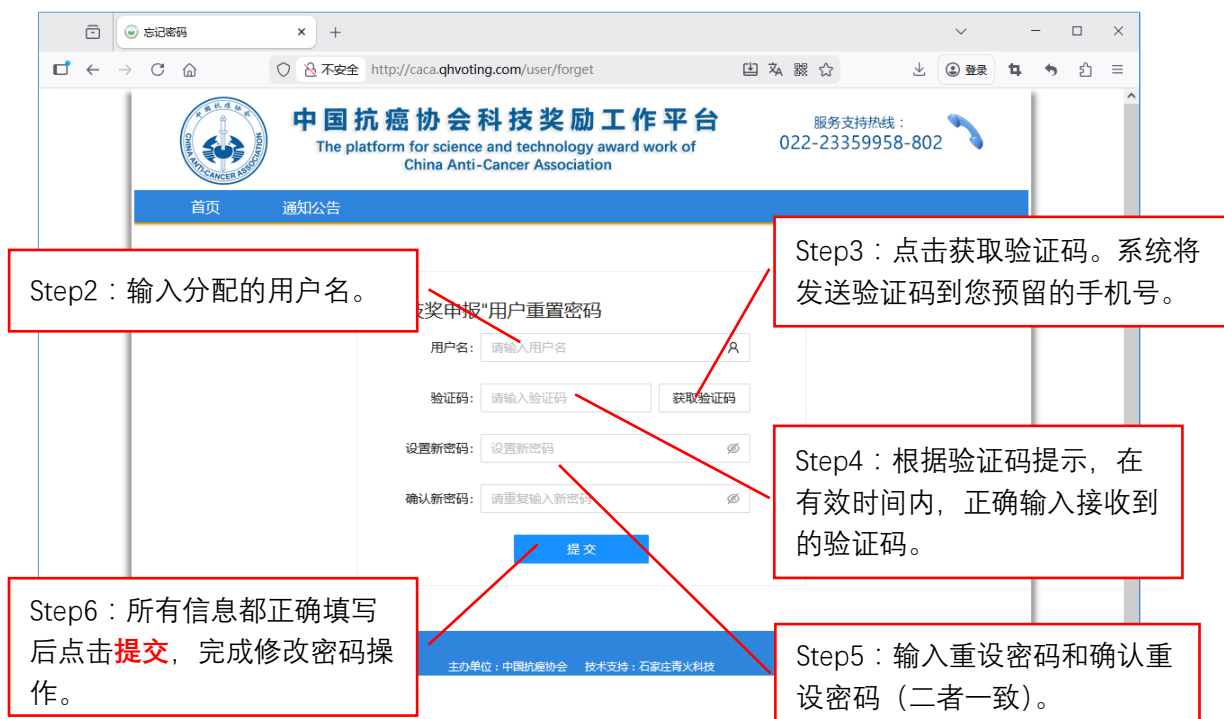 忘记密码
不安全 http://caca.qhvoting.com/user/forget
登录
中国抗癌协会科技奖励工作平台
The platform for science and technology award work of
China Anti-Cancer Association
CHINA ANTI-CANCER ASSOCIATION
服务支持热线：
022-23359958-802
首页 通知公告
Step2：输入分配的用户名。
Step3：点击获取验证码。系统将
发送验证码到您预留的手机号。
奖申报"用户重置密码
用户名: 请输入用户名
验证码: 请输入验证码 获取验证码
设置新密码: 设置新密码
确认新密码: 请重复输入新密码
提 交
Step4：根据验证码提示，在
有效时间内，正确输入接收到
的验证码。
Step6：所有信息都正确填写
后点击提交，完成修改密码操
作。
Step5：输入重设密码和确认重
设密码（二者一致）。
主办单位：中国抗癌协会 技术支持：石家庄青火科技